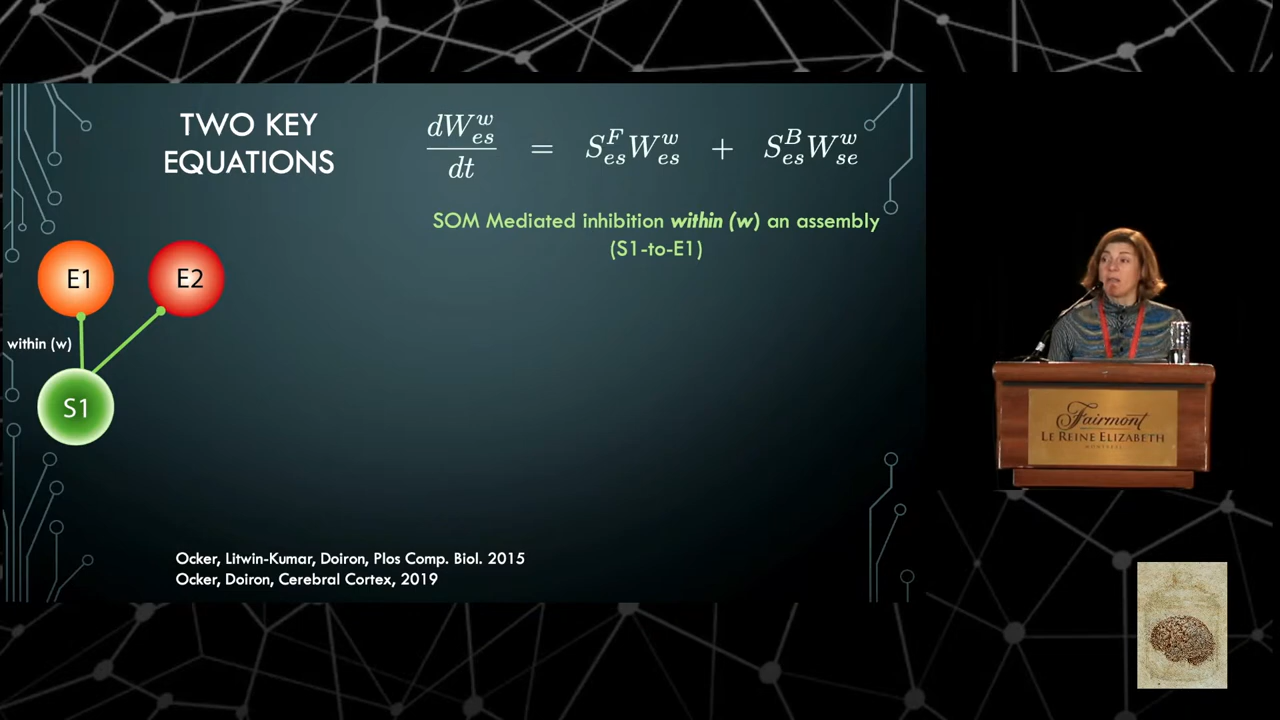 TWO KEY
EQUATIONS
dW^w_es / dt = S^F_es W^w_es + S^B_es W^w_se
SOM Mediated inhibition within (w) an assembly
(S1-to-E1)
E1
E2
within (w)
S1
Ocker, Litwin-Kumar, Doiron, Plos Comp. Biol. 2015
Ocker, Doiron, Cerebral Cortex, 2019
Fairmont
LE REINE ELIZABETH
MONTREAL